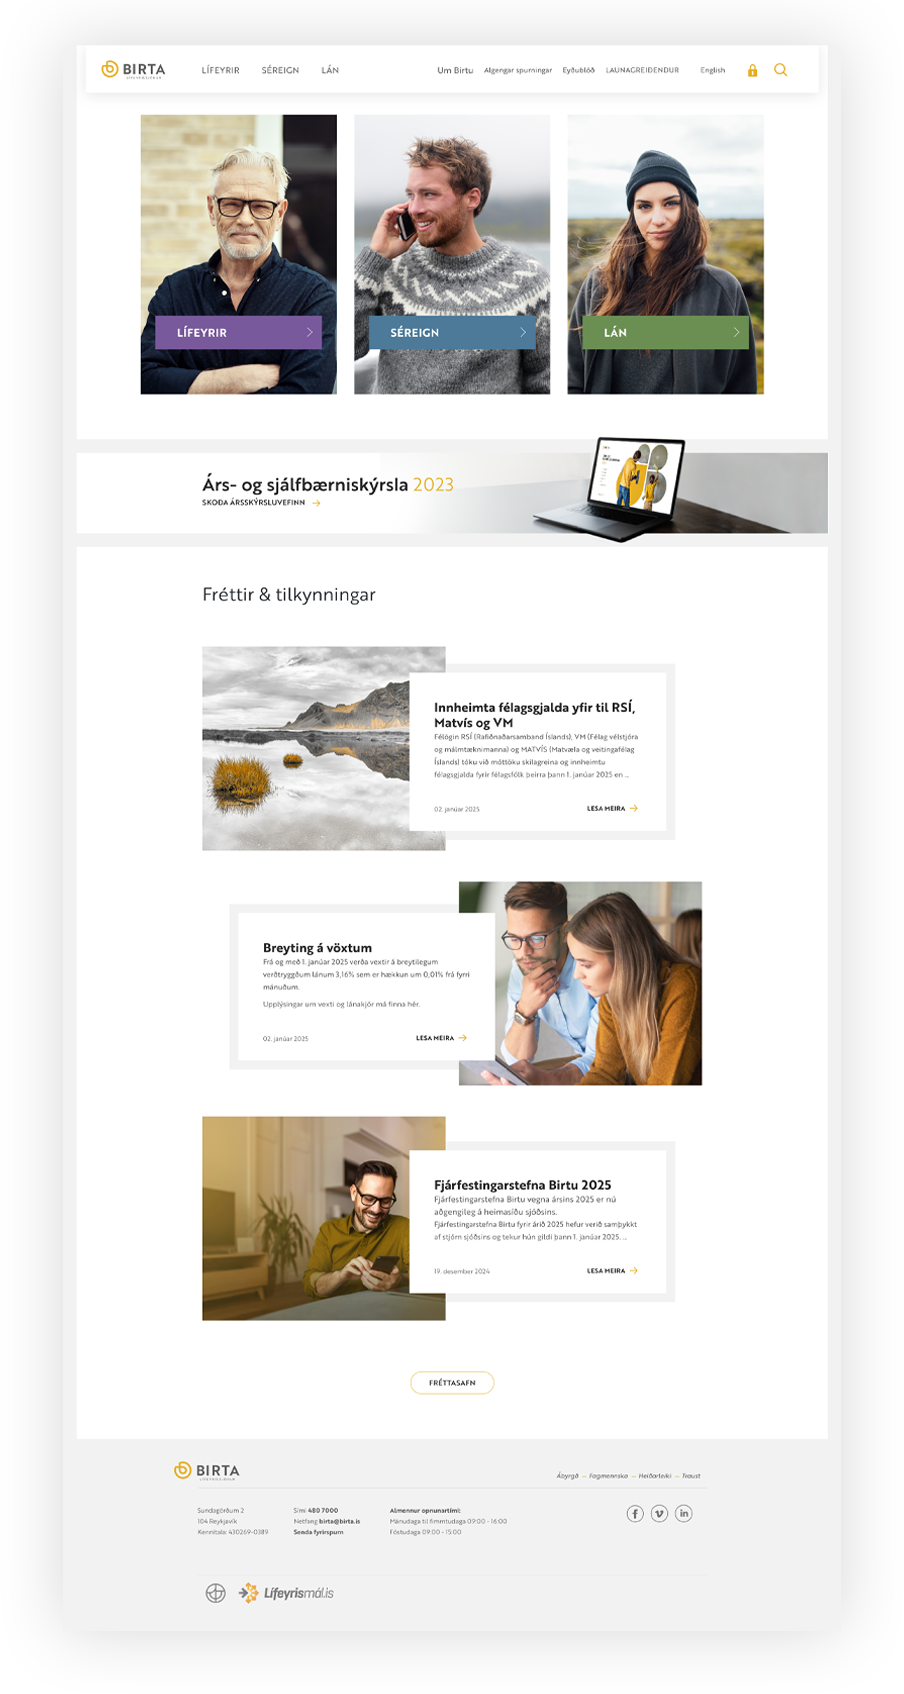 BIRTA
LÍFEYRIR SÉREIGN LÁN
Um Birtu Algengar spurningar Eyðublöð LAUNAGREIÐENDUR English
LÍFEYRIR
SÉREIGN
LÁN
Árs- og sjálfbærniskýrsla 2023
SKOÐA ÁRSSKÝRSLUVEFINN
Fréttir & tilkynningar
Innheimta félagsgjalda yfir til RSÍ,
Matvís og VM
Félögin RSÍ (Rafiðnaðarsamband Íslands), VM (Félag vélstjóra
og málmtæknimanna) og MATVÍS (Matvæla og veitingafélag
Íslands) tóku við móttöku skilagreina og innheimtu
félagsgjalda fyrir félagsfólk þeirra þann 1. janúar 2025 en ...
02. janúar 2025 LESA MEIRA
Breyting á vöxtum
Frá og með 1. janúar 2025 verða vextir á breytilegum
verðtryggðum lánum 3,16% sem er hækkun um 0,01% frá fyrri
mánuðum.
Upplýsingar um vexti og lánakjör má finna hér.
02. janúar 2025 LESA MEIRA
Fjárfestingarstefna Birtu 2025
Fjárfestingarstefna Birtu vegna ársins 2025 er nú
aðgengileg á heimasíðu sjóðsins.
Fjárfestingarstefna Birtu fyrir árið 2025 hefur verið samþykkt
af stjórn sjóðsins og tekur hún gildi þann 1. janúar 2025. ...
19. desember 2024 LESA MEIRA
FRÉTTASAFN
BIRTA
Ábyrgð — Fagmennska — Heiðarleiki — Traust
Sundagörðum 2
104 Reykjavík
Kennitala: 430269-0389
Sími 480 7000
Netfang birta@birta.is
Senda fyrirspurn
Almennur opnunartími:
Mánudaga til fimmtudaga 09:00 - 16:00
Föstudaga 09:00 - 15:00
Lífeyrismál.is